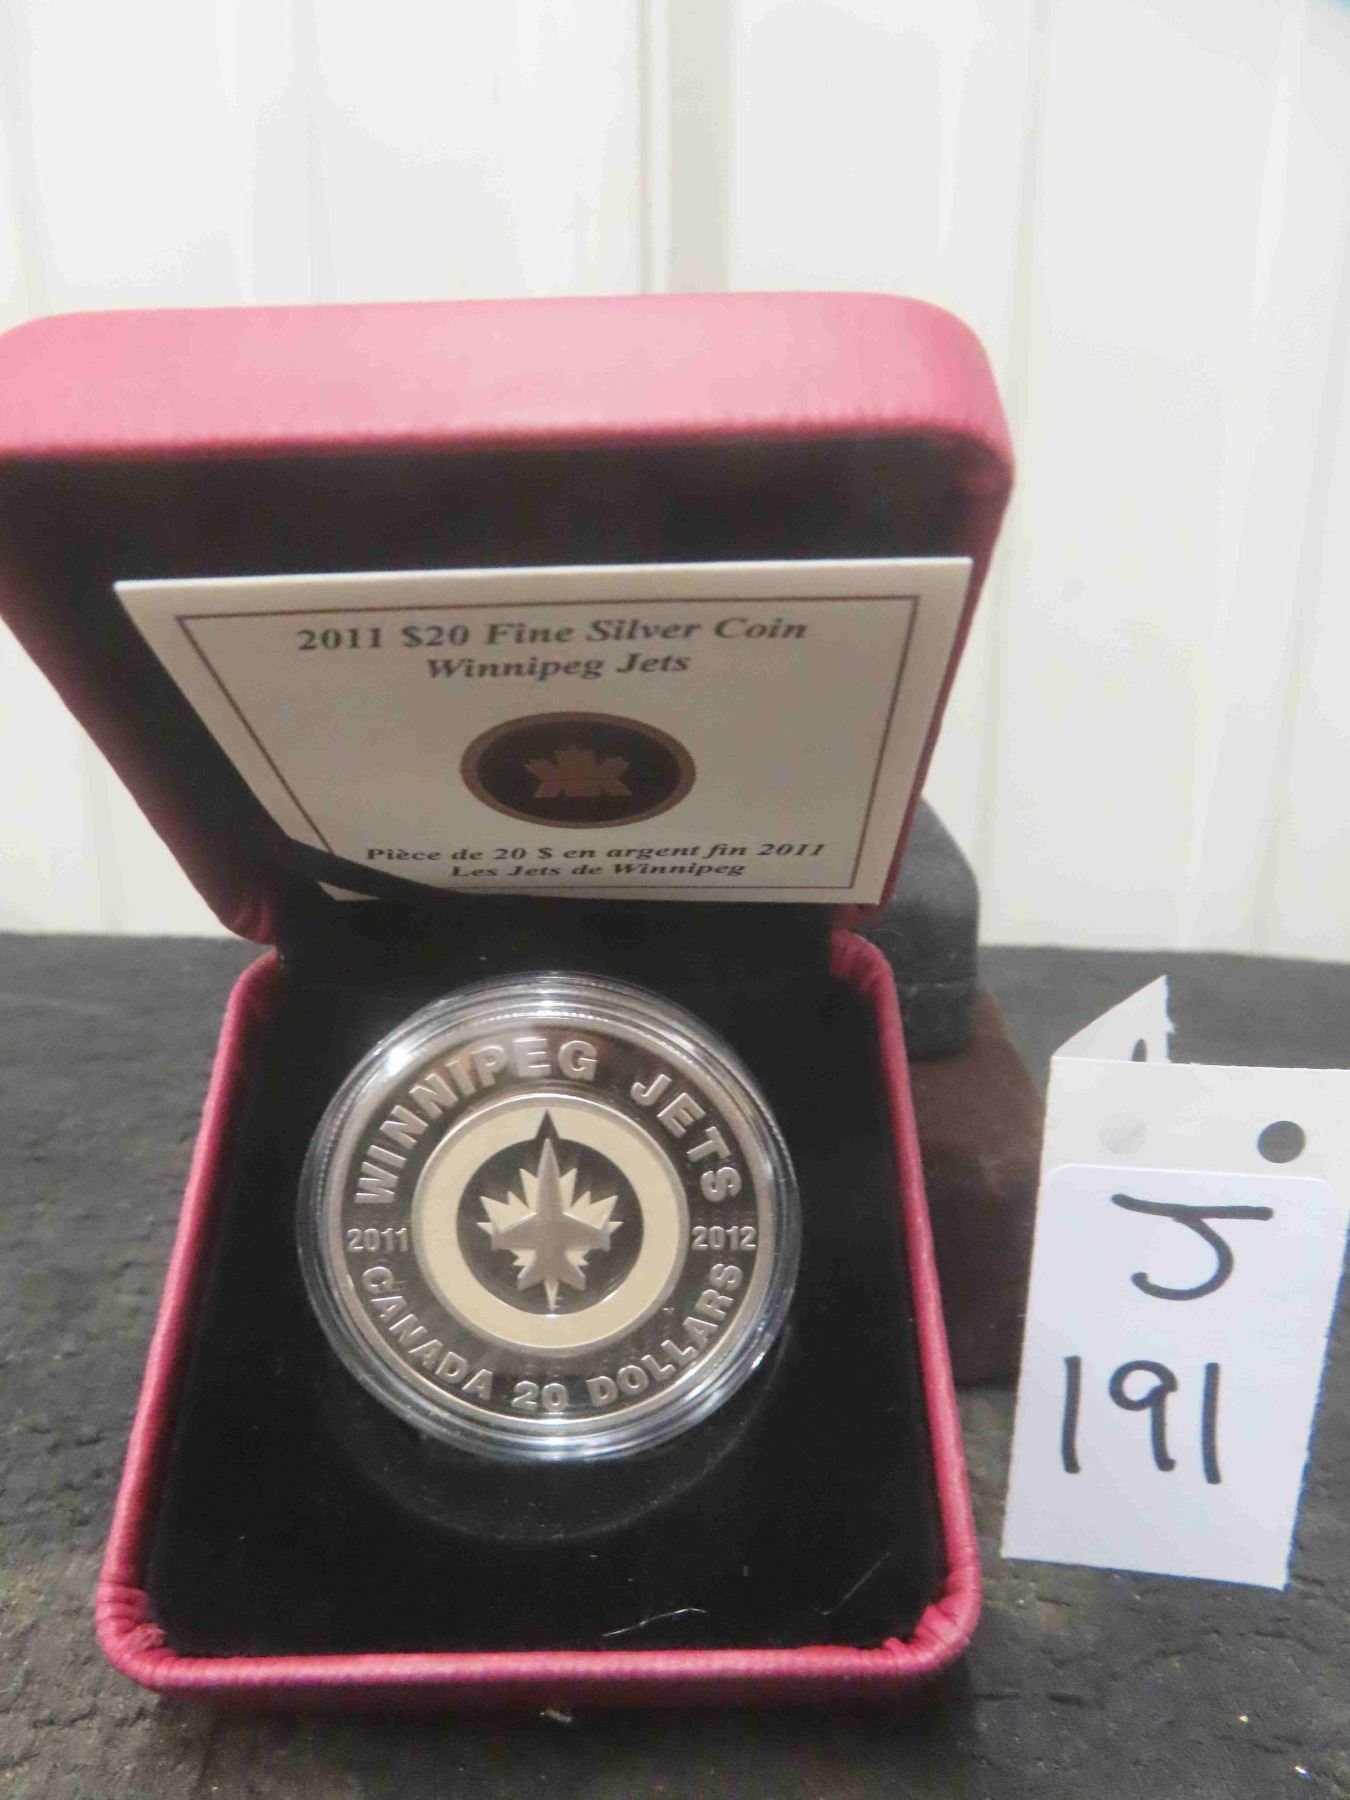 2011 $20 Fine Silver Coin
Winnipeg Jets
Pièce de 20 $ en argent fin 2011
Les Jets de Winnipeg
WINNIPEG JETS
2011 2012
CANADA 20 DOLLARS
J
191